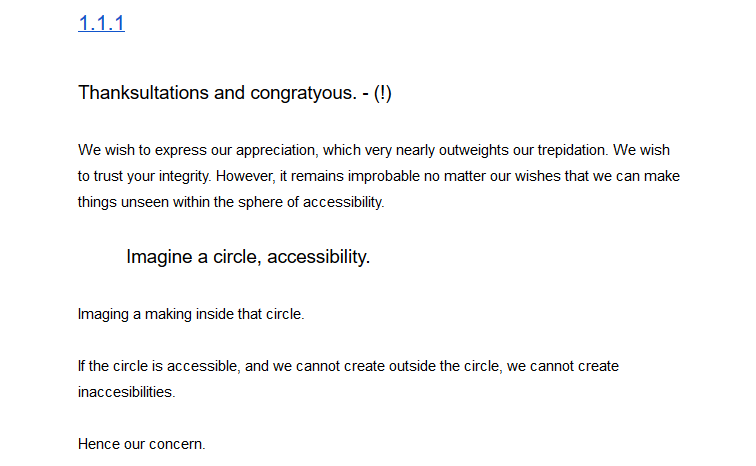 1.1.1
Thanksultations and congratyous. - (!)
We wish to express our appreciation, which very nearly outweights our trepidation. We wish
to trust your integrity. However, it remains improbable no matter our wishes that we can make
things unseen within the sphere of accessibility.
Imagine a circle, accessibility.
Imaging a making inside that circle.
If the circle is accessible, and we cannot create outside the circle, we cannot create
inaccesibilities.
Hence our concern.